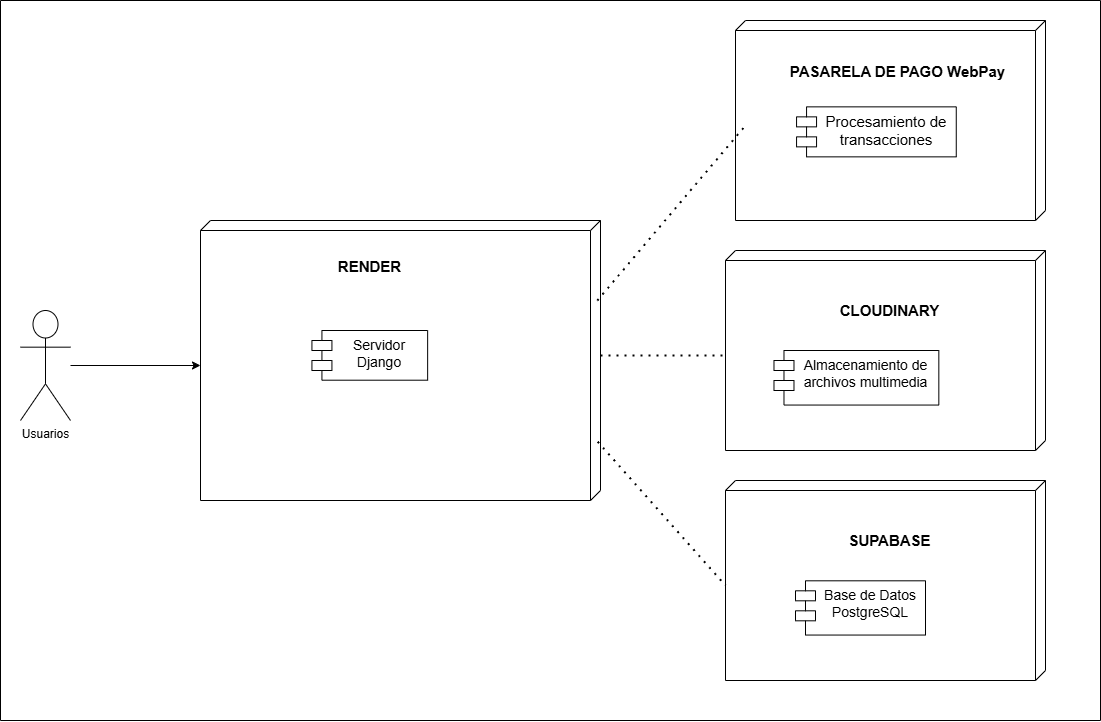 PASARELA DE PAGO WebPay
Procesamiento de
transacciones
RENDER
Servidor
Django
Usuarios
CLOUDINARY
Almacenamiento de
archivos multimedia
SUPABASE
Base de Datos
PostgreSQL